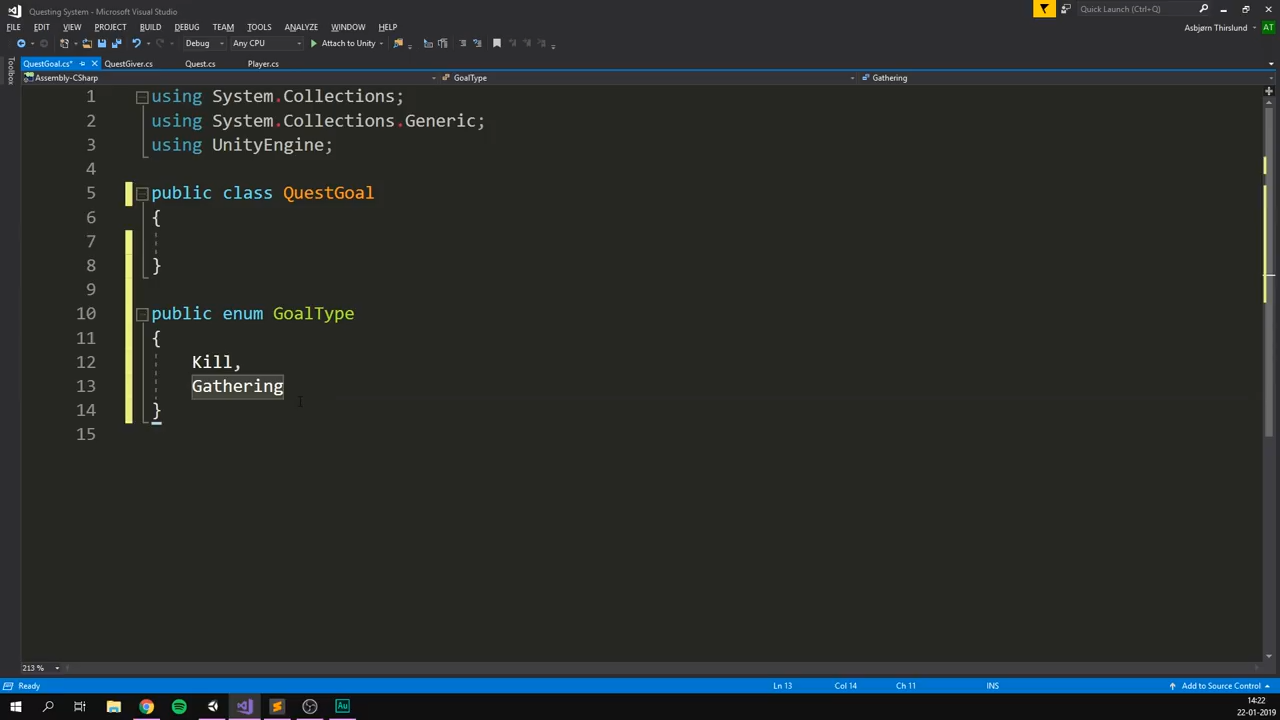 Questing System - Microsoft Visual Studio
Quick Launch (Ctrl+Q)
FILE EDIT VIEW PROJECT BUILD DEBUG TEAM TOOLS ANALYZE WINDOW HELP
Asbjørn Thirslund AT
Debug Any CPU Attach to Unity
Toolbox
QuestGoal.cs* QuestGiver.cs Quest.cs Player.cs
Assembly-CSharp GoalType Gathering
1 using System.Collections;
2 using System.Collections.Generic;
3 using UnityEngine;
4
5 public class QuestGoal
6 {
7
8 }
9
10 public enum GoalType
11 {
12 Kill,
13 Gathering
14 }
15
213 %
Ready Ln 13 Col 14 Ch 11 INS Add to Source Control
Au
14:22
22-01-2019